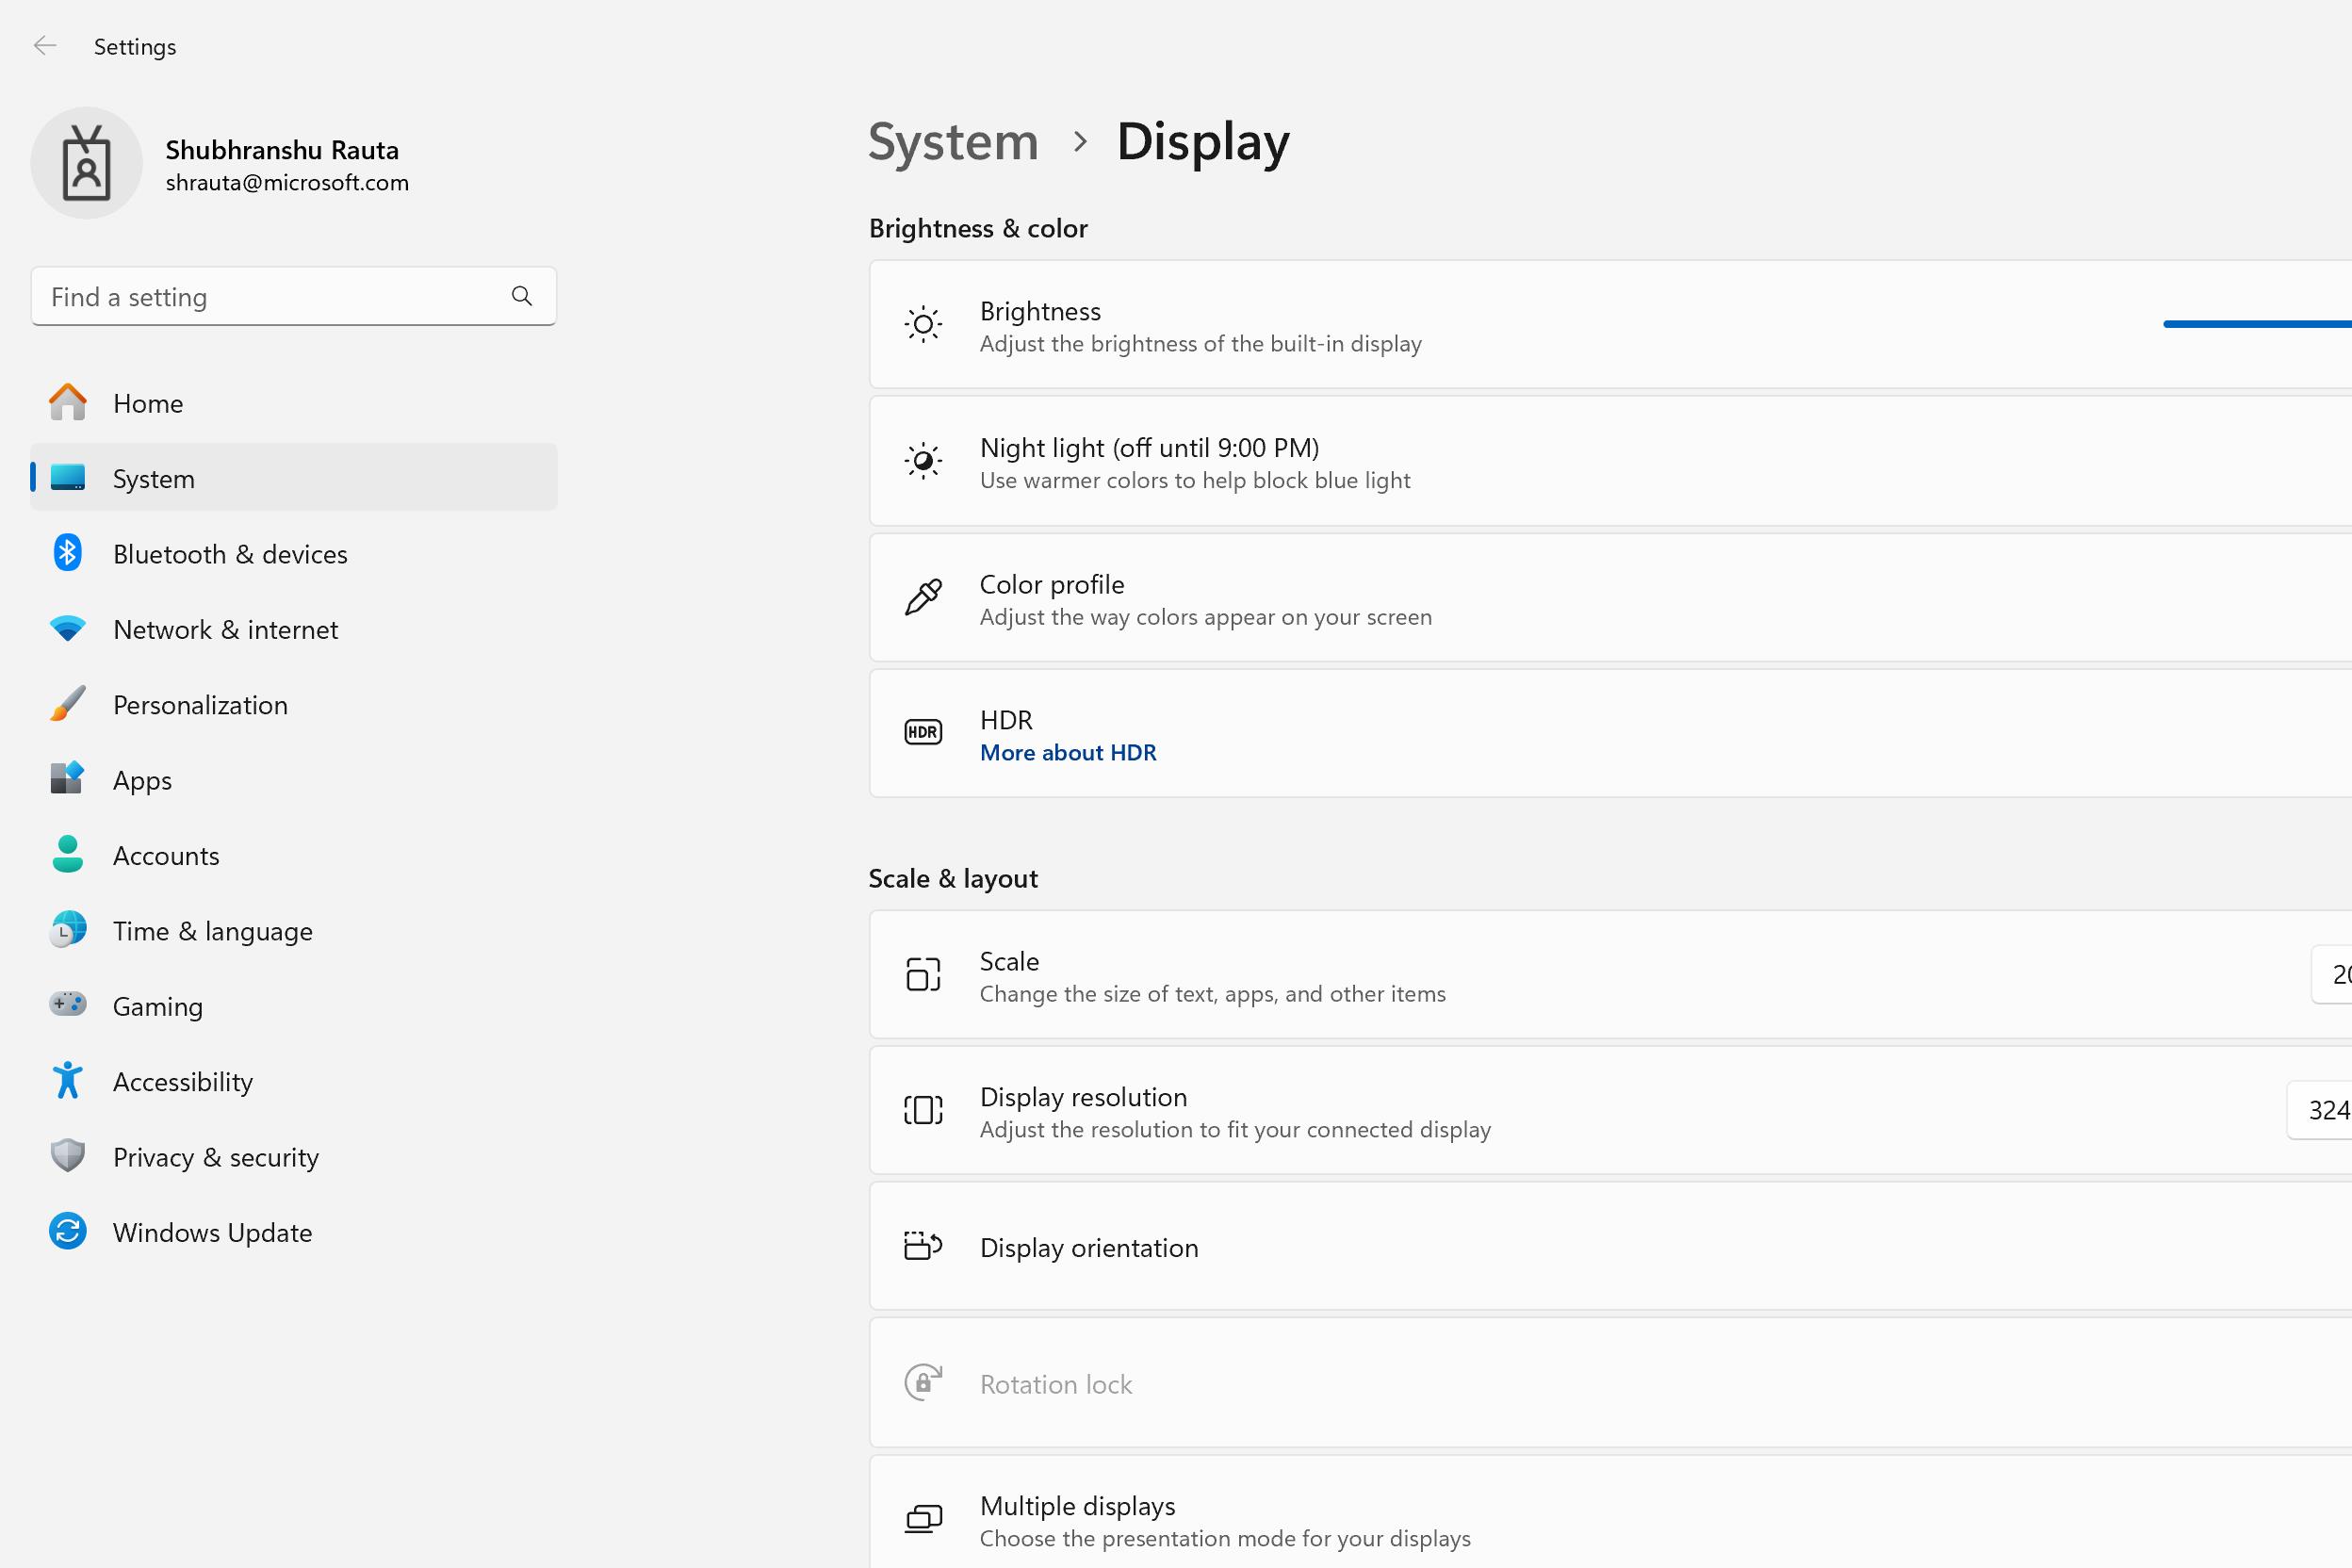 Settings
Shubhranshu Rauta
shrauta@microsoft.com
Find a setting
Home
System
Bluetooth & devices
Network & internet
Personalization
Apps
Accounts
Time & language
Gaming
Accessibility
Privacy & security
Windows Update
System > Display
Brightness & color
Brightness
Adjust the brightness of the built-in display
Night light (off until 9:00 PM)
Use warmer colors to help block blue light
Color profile
Adjust the way colors appear on your screen
HDR
HDR
More about HDR
Scale & layout
Scale
Change the size of text, apps, and other items
Display resolution
Adjust the resolution to fit your connected display
324
Display orientation
Rotation lock
Multiple displays
Choose the presentation mode for your displays